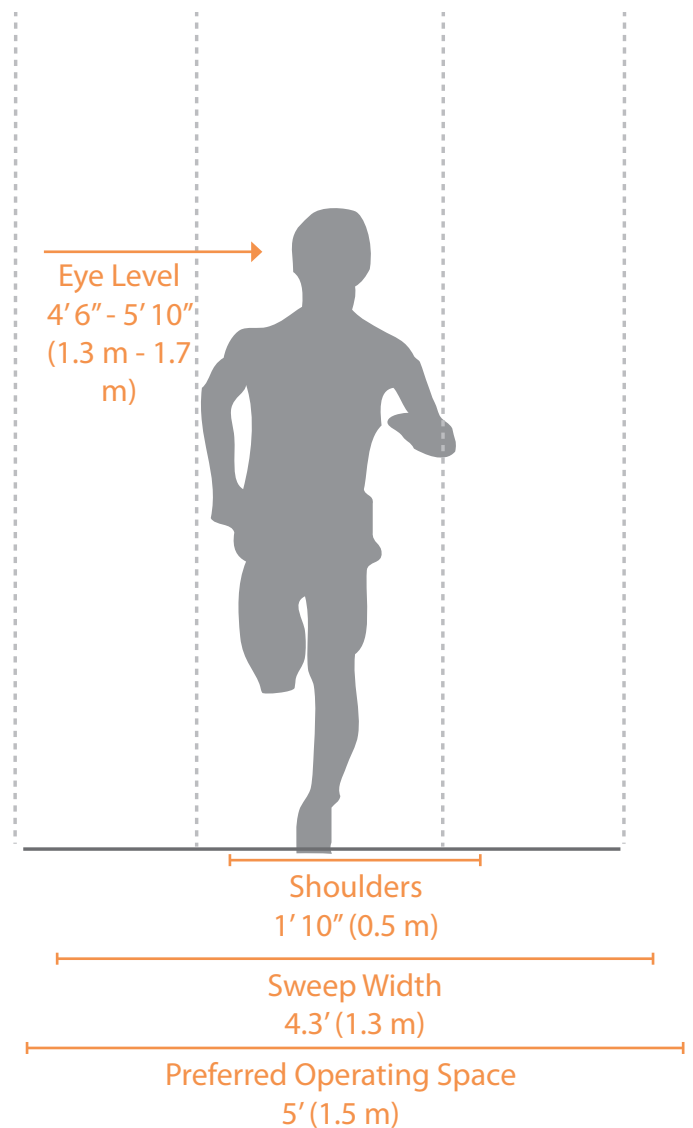 Eye Level
4’ 6” - 5’ 10”
(1.3 m - 1.7
m)
Shoulders
1’ 10” (0.5 m)
Sweep Width
4.3’ (1.3 m)
Preferred Operating Space
5’ (1.5 m)